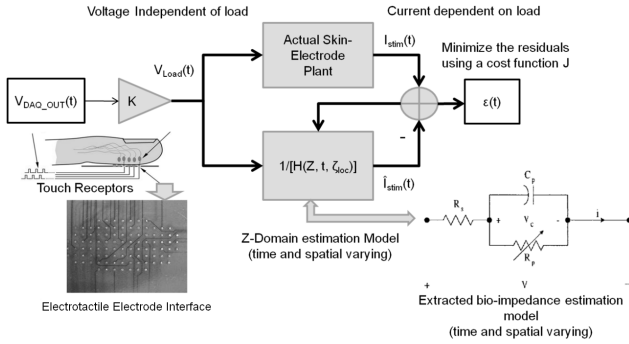 Voltage Independent of load
Current dependent on load
Actual Skin-
Electrode
Plant
I_stim(t)
Minimize the residuals
using a cost function J
V_Load(t)
V_DAQ_OUT(t)
K
ε(t)
-
1/[H(Z, t, ζ_loc)]
Î_stim(t)
Touch Receptors
Z-Domain estimation Model
(time and spatial varying)
C_p
R_s
+ v_c -
i
R_p
+ V -
Electrotactile Electrode Interface
Extracted bio-impedance estimation
model
(time and spatial varying)